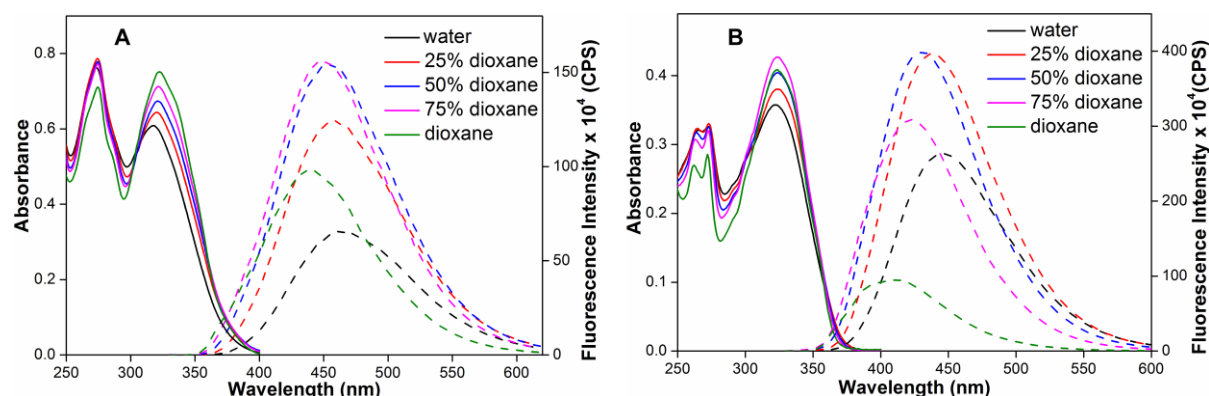 A
water
25% dioxane
50% dioxane
75% dioxane
dioxane
0.8
0.6
0.4
0.2
0.0
Absorbance
150
100
50
0
Fluorescence Intensity x 10⁴ (CPS)
250 300 350 400 450 500 550 600
Wavelength (nm)
B
water
25% dioxane
50% dioxane
75% dioxane
dioxane
0.4
0.3
0.2
0.1
0.0
Absorbance
400
300
200
100
0
Fluorescence Intensity x 10⁴ (CPS)
250 300 350 400 450 500 550 600
Wavelength (nm)